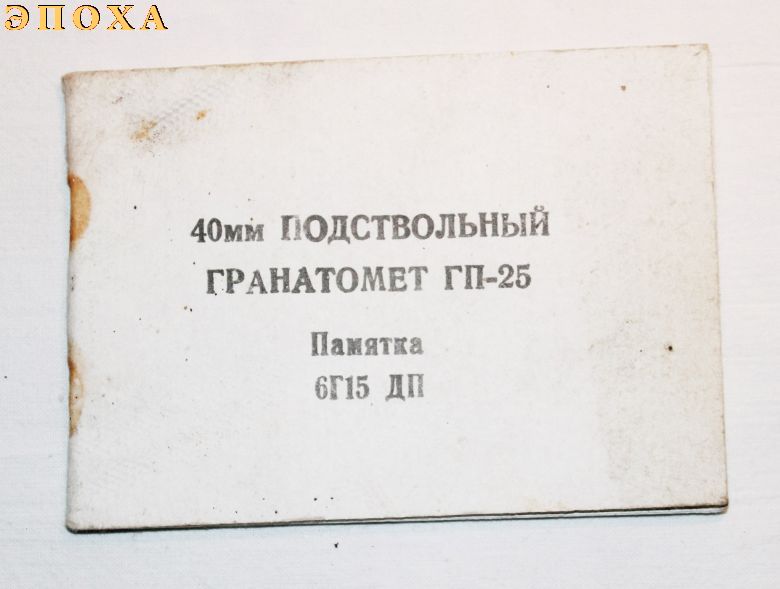 ЭПОХА
40мм ПОДСТВОЛЬНЫЙ
ГРАНАТОМЕТ ГП-25
Памятка
6Г15 ДП